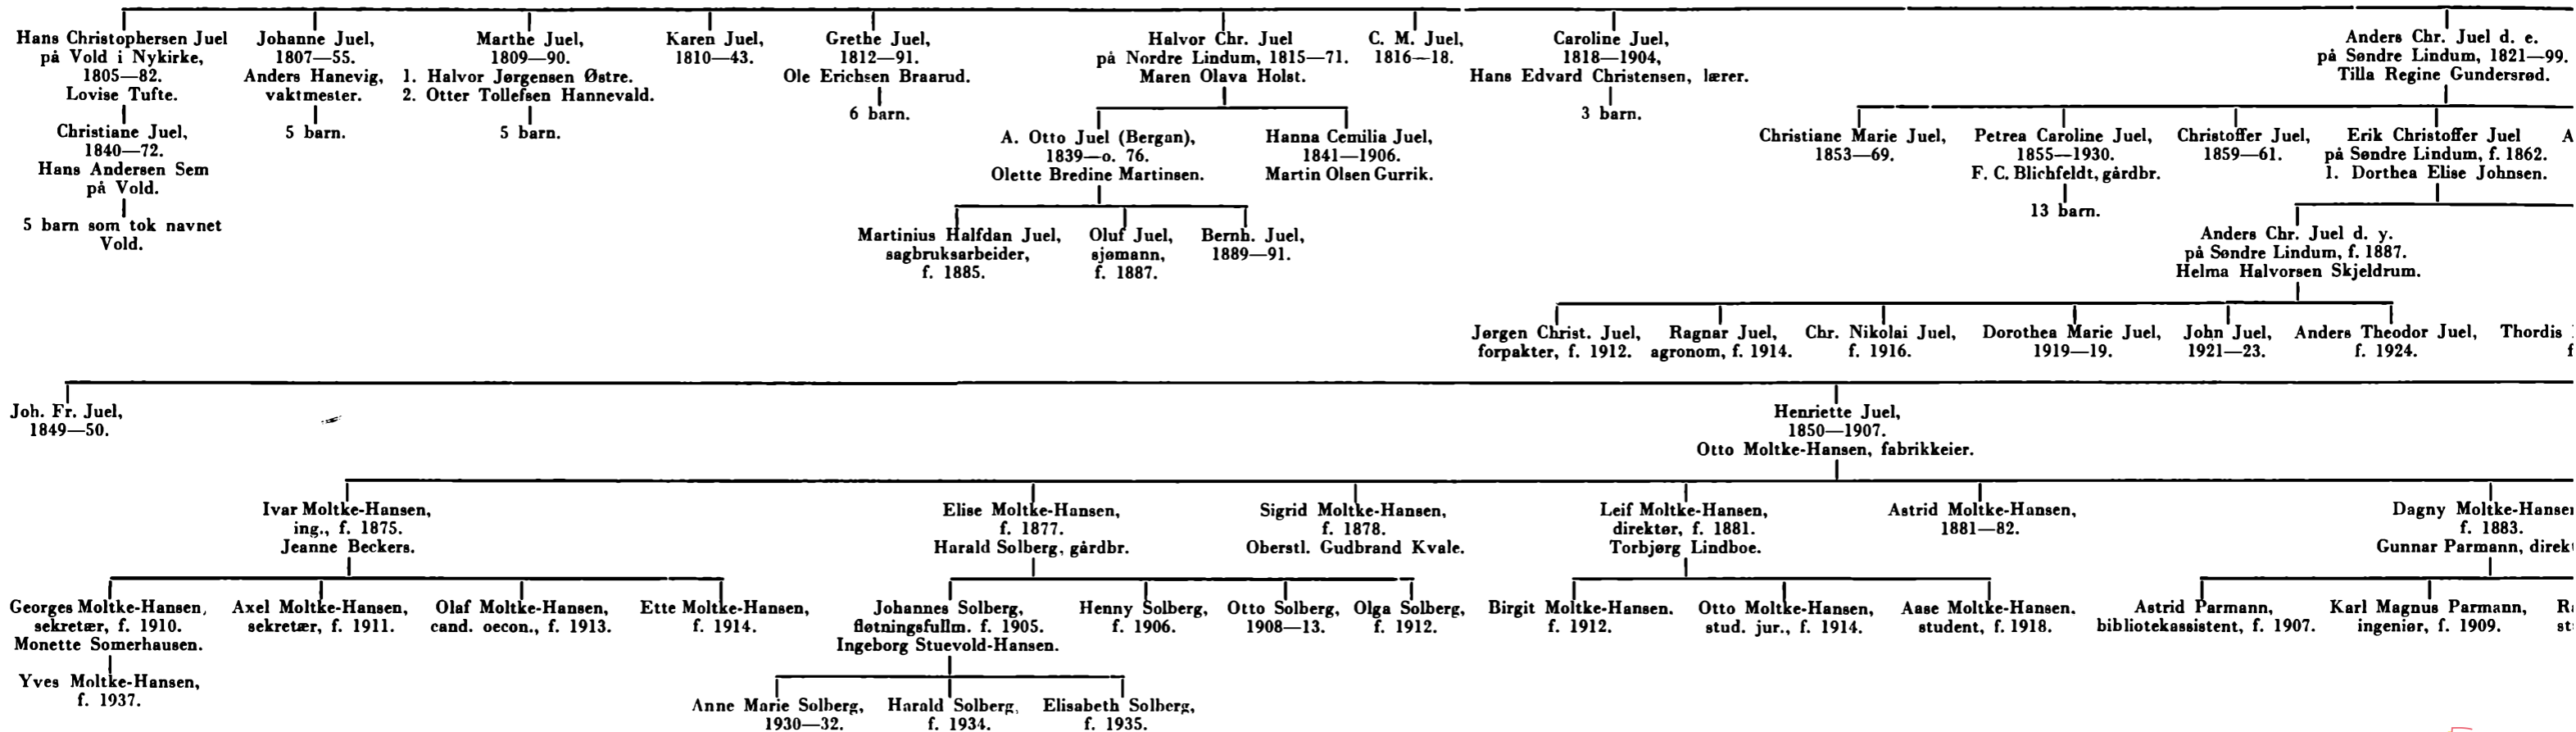 Hans Christophersen Juel
på Vold i Nykirke,
1805—82.
Lovise Tufte.
Johanne Juel,
1807—55.
Anders Hanevig,
vaktmester.
Marthe Juel,
1809—90.
1. Halvor Jørgensen Østre.
2. Otter Tollefsen Hannevald.
Karen Juel,
1810—43.
Grethe Juel,
1812—91.
Ole Erichsen Braarud.
Halvor Chr. Juel
på Nordre Lindum, 1815—71.
Maren Olava Holst.
C. M. Juel,
1816—18.
Caroline Juel,
1818—1904,
Hans Edvard Christensen, lærer.
Anders Chr. Juel d. e.
på Søndre Lindum, 1821—99.
Tilla Regine Gundersrød.
Christiane Juel,
1840—72.
Hans Andersen Sem
på Vold.
5 barn.
5 barn.
6 barn.
A. Otto Juel (Bergan),
1839—o. 76.
Olette Bredine Martinsen.
Hanna Cemilia Juel,
1841—1906.
Martin Olsen Gurrik.
3 barn.
Christiane Marie Juel,
1853—69.
Petrea Caroline Juel,
1855—1930.
F. C. Blichfeldt, gårdbr.
Christoffer Juel,
1859—61.
Erik Christoffer Juel
på Søndre Lindum, f. 1862.
1. Dorthea Elise Johnsen.
A
5 barn som tok navnet
Vold.
Martinius Halfdan Juel,
sagbruksarbeider,
f. 1885.
Oluf Juel,
sjømann,
f. 1887.
Bernh. Juel,
1889—91.
13 barn.
Anders Chr. Juel d. y.
på Søndre Lindum, f. 1887.
Helma Halvorsen Skjeldrum.
Jørgen Christ. Juel,
forpakter, f. 1912.
Ragnar Juel,
agronom, f. 1914.
Chr. Nikolai Juel,
f. 1916.
Dorothea Marie Juel,
1919—19.
John Juel,
1921—23.
Anders Theodor Juel,
f. 1924.
Thordis
f
Joh. Fr. Juel,
1849—50.
Henriette Juel,
1850—1907.
Otto Moltke-Hansen, fabrikkeier.
Ivar Moltke-Hansen,
ing., f. 1875.
Jeanne Beckers.
Elise Moltke-Hansen,
f. 1877.
Harald Solberg, gårdbr.
Sigrid Moltke-Hansen,
f. 1878.
Oberstl. Gudbrand Kvale.
Leif Moltke-Hansen,
direktør, f. 1881.
Torbjørg Lindboe.
Astrid Moltke-Hansen,
1881—82.
Dagny Moltke-Hansen
f. 1883.
Gunnar Parmann, direk
Georges Moltke-Hansen,
sekretær, f. 1910.
Monette Somerhausen.
Axel Moltke-Hansen,
sekretær, f. 1911.
Olaf Moltke-Hansen,
cand. oecon., f. 1913.
Ette Moltke-Hansen,
f. 1914.
Johannes Solberg,
fløtningsfullm. f. 1905.
Ingeborg Stuevold-Hansen.
Henny Solberg,
f. 1906.
Otto Solberg,
1908—13.
Olga Solberg,
f. 1912.
Birgit Moltke-Hansen.
f. 1912.
Otto Moltke-Hansen,
stud. jur., f. 1914.
Aase Moltke-Hansen.
student, f. 1918.
Astrid Parmann,
bibliotekassistent, f. 1907.
Karl Magnus Parmann,
ingeniør, f. 1909.
R
st
Yves Moltke-Hansen,
f. 1937.
Anne Marie Solberg,
1930—32.
Harald Solberg,
f. 1934.
Elisabeth Solberg,
f. 1935.